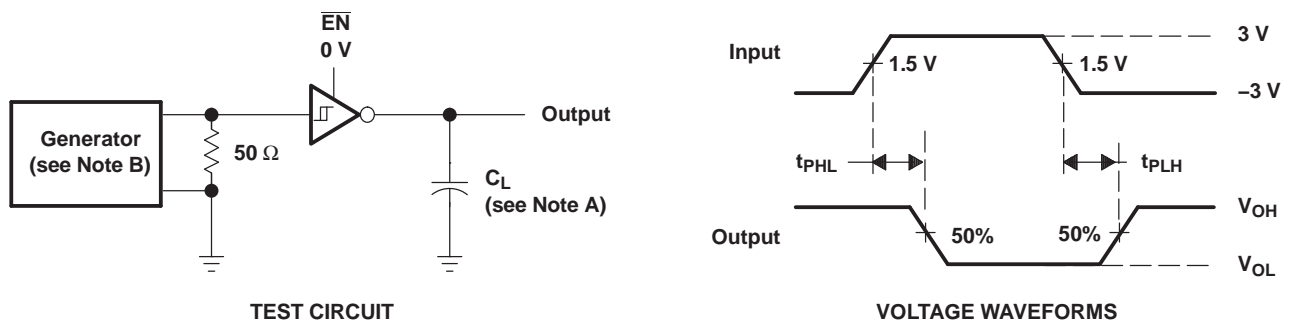 EN
0 V
Generator
(see Note B)
50 Ω
Output
CL
(see Note A)
TEST CIRCUIT
Input
3 V
1.5 V
1.5 V
–3 V
tPHL
tPLH
Output
50%
50%
VOH
VOL
VOLTAGE WAVEFORMS